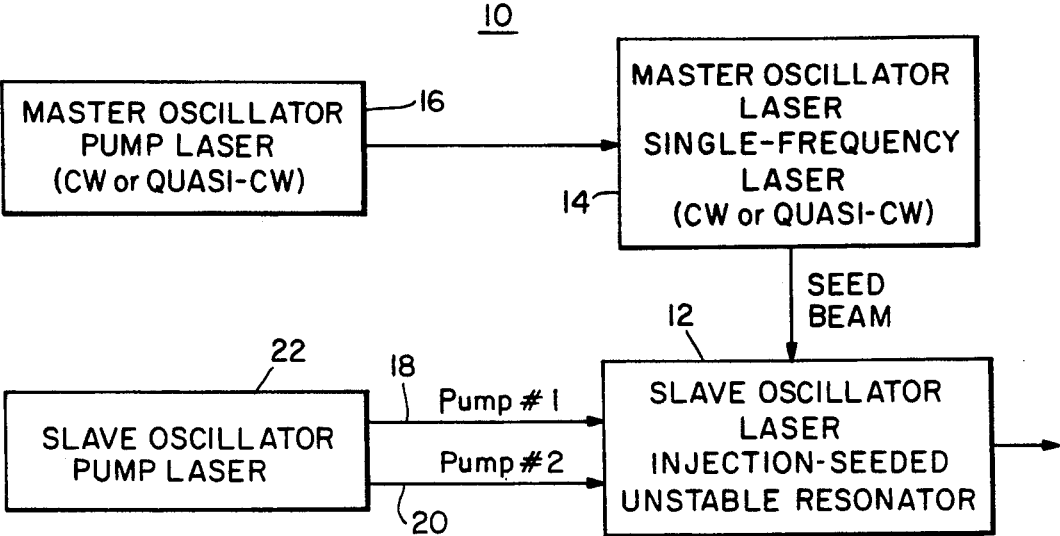 10
MASTER OSCILLATOR
PUMP LASER
(CW or QUASI-CW)
16
MASTER OSCILLATOR
LASER
SINGLE-FREQUENCY
LASER
(CW or QUASI-CW)
14
SEED
BEAM
12
22
SLAVE OSCILLATOR
PUMP LASER
18
Pump #1
Pump #2
20
SLAVE OSCILLATOR
LASER
INJECTION-SEEDED
UNSTABLE RESONATOR